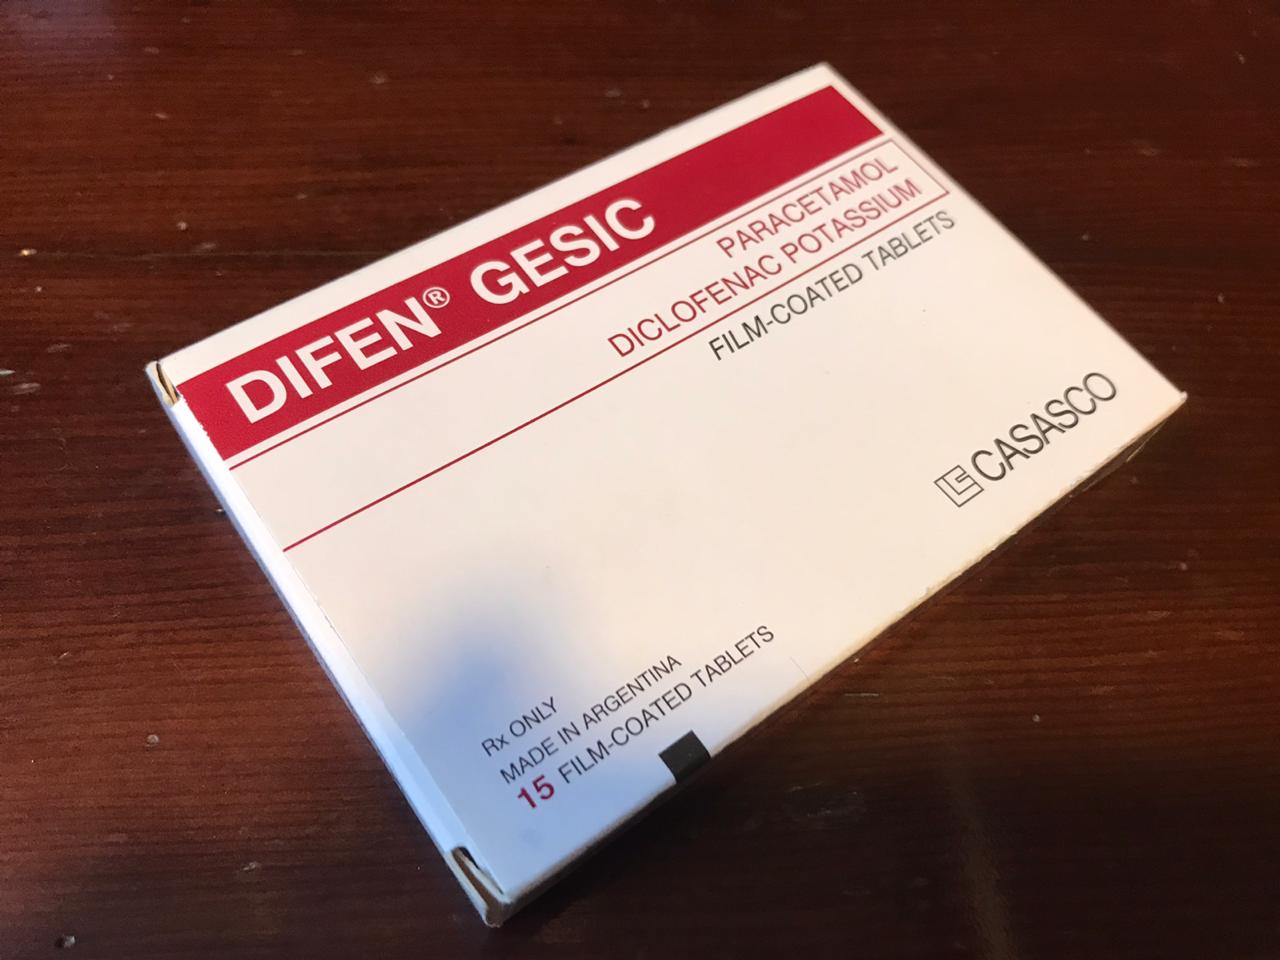 DIFEN® GESIC
PARACETAMOL
DICLOFENAC POTASSIUM
FILM-COATED TABLETS
CASASCO
Rx ONLY
MADE IN ARGENTINA
15 FILM-COATED TABLETS